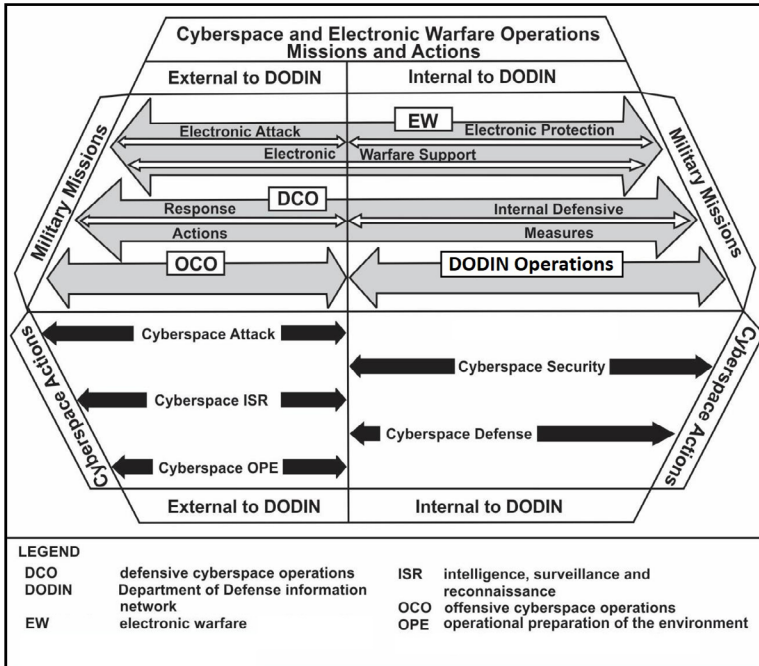 Cyberspace and Electronic Warfare Operations
Missions and Actions
External to DODIN
Internal to DODIN
Military Missions
Military Missions
EW
Electronic Attack
Electronic Protection
Electronic Warfare Support
DCO
Response
Internal Defensive
Actions
Measures
OCO
DODIN Operations
Cyberspace Actions
Cyberspace Actions
Cyberspace Attack
Cyberspace Security
Cyberspace ISR
Cyberspace Defense
Cyberspace OPE
External to DODIN
Internal to DODIN
LEGEND
DCO defensive cyberspace operations
DODIN Department of Defense information
network
EW electronic warfare
ISR intelligence, surveillance and
reconnaissance
OCO offensive cyberspace operations
OPE operational preparation of the environment